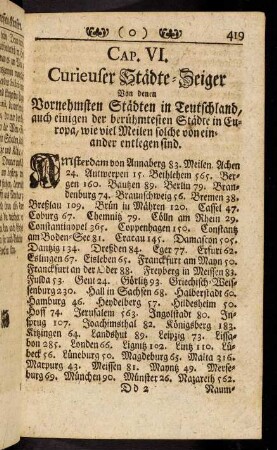 ( o ) 419
CAP. VI.
Curieuser Städte-Zeiger
Von denen
Vornehmsten Städten in Teutschland,
auch einigen der berühmtesten Städte in Eu-
ropa, wie viel Meilen solche von ein-
ander entlegen sind.
Amsterdam von Annaberg 83. Meilen. Achen
24. Antwerpen 15. Bethlehem 565. Ber-
gen 160. Bautzen 89. Berlin 79. Bran-
denburg 74. Braunschweig 56. Bremen 38.
Breßlau 109. Brün in Mähren 120. Cassel 47.
Coburg 67. Chemnitz 79. Cölln am Rhein 29.
Constantinopel 365. Coppenhagen 150. Constantz
am Boden-See 81. Cracau 145. Damascon 505.
Dantzig 134. Dreßden 84. Eger 77. Erfurt 62.
Eslingen 67. Eisleben 65. Franckfurt am Mayn 50.
Franckfurt an der Oder 88. Freyberg in Meissen 83.
Fulda 53. Gent 24. Görlitz 93. Griechisch-Weis-
senburg 230. Hall in Sachsen 68. Halberstadt 60.
Hamburg 46. Heydelberg 57. Hildesheim 50.
Hoff 74. Jerusalem 563. Ingolstadt 80. In-
sprug 107. Joachimsthal 82. Königsberg 183.
Kitzingen 64. Landshut 89. Leipzig 73. Lissa-
bon 285. Londen 66. Lignitz 102. Lintz 110. Lü-
beck 56. Lüneburg 50. Magdeburg 65. Malta 316.
Marpurg 43. Meissen 81. Mayntz 49. Merse-
burg 69. München 90. Münster 26. Nazareth 562.
Dd 2 Naum-